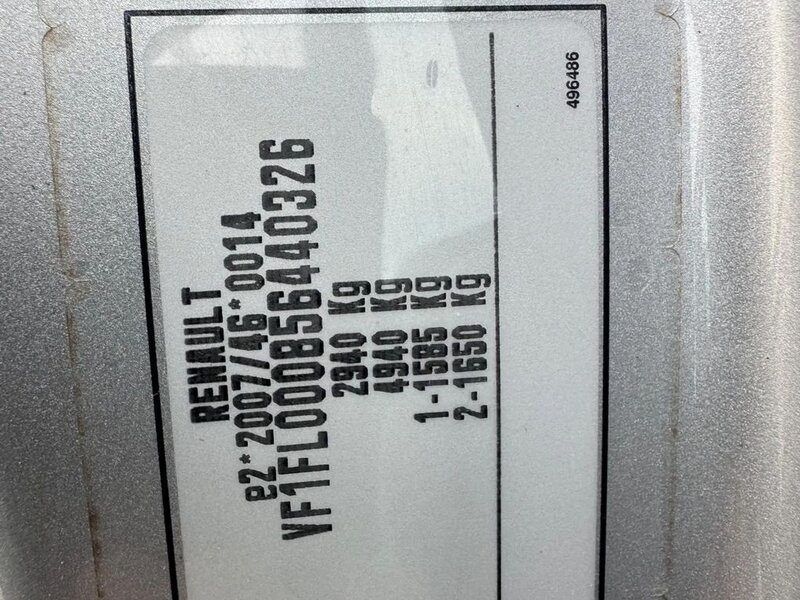 RENAULT
e2*2007/46*0014
VF1FL000856440326
2940 Kg
4940 Kg
1-1585 Kg
2-1650 Kg
496486